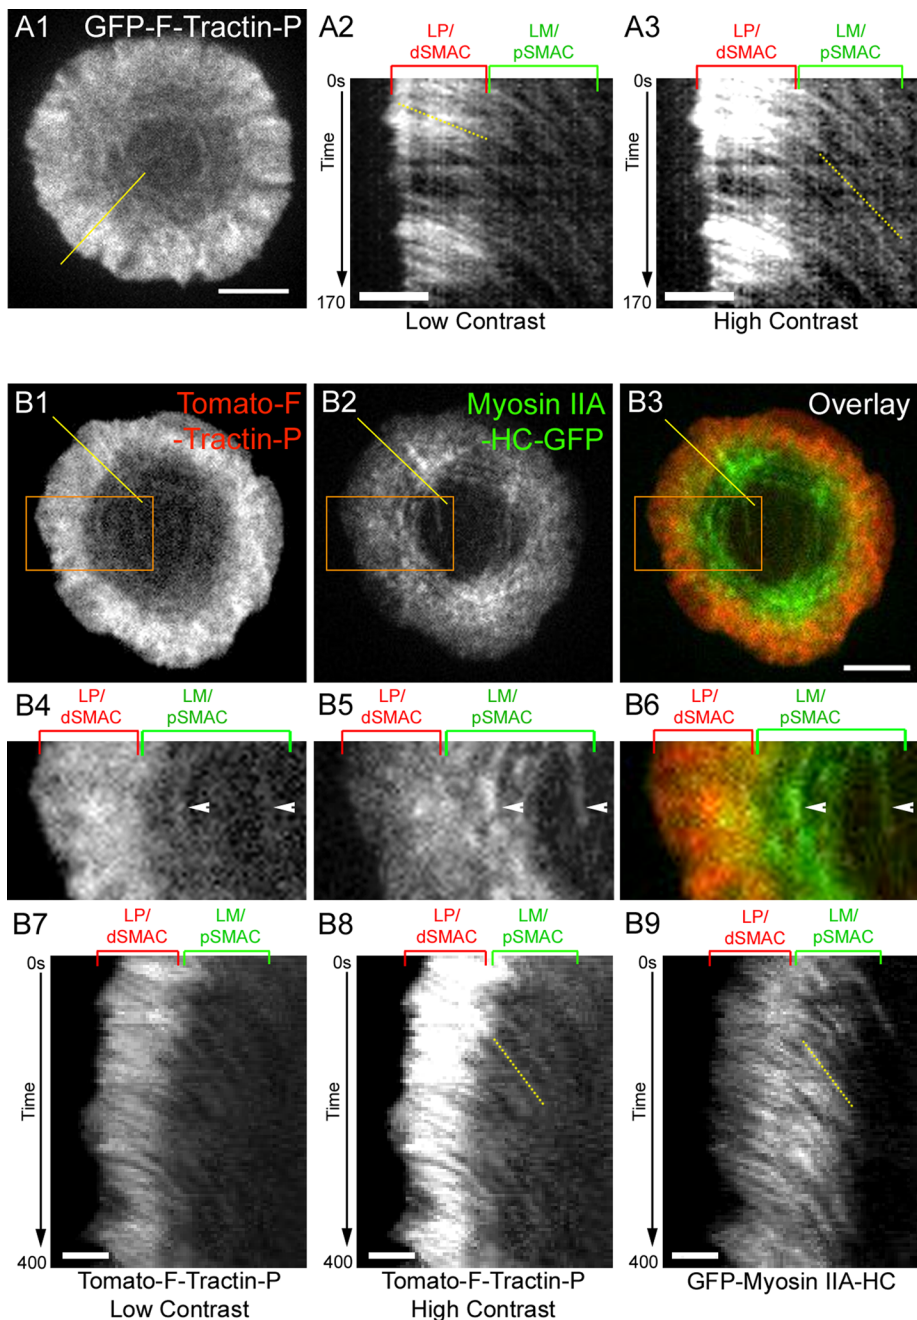 A1 GFP-F-Tractin-P
A2
LP/
dSMAC
LM/
pSMAC
0s
Time
170
Low Contrast
A3
LP/
dSMAC
LM/
pSMAC
0s
Time
170
High Contrast
B1 Tomato-F
-Tractin-P
B2 Myosin IIA
-HC-GFP
B3 Overlay
B4
LP/
dSMAC
LM/
pSMAC
B5
LP/
dSMAC
LM/
pSMAC
B6
LP/
dSMAC
LM/
pSMAC
B7
LP/
dSMAC
LM/
pSMAC
0s
Time
400
Tomato-F-Tractin-P
Low Contrast
B8
LP/
dSMAC
LM/
pSMAC
0s
Time
400
Tomato-F-Tractin-P
High Contrast
B9
LP/
dSMAC
LM/
pSMAC
0s
Time
400
GFP-Myosin IIA-HC